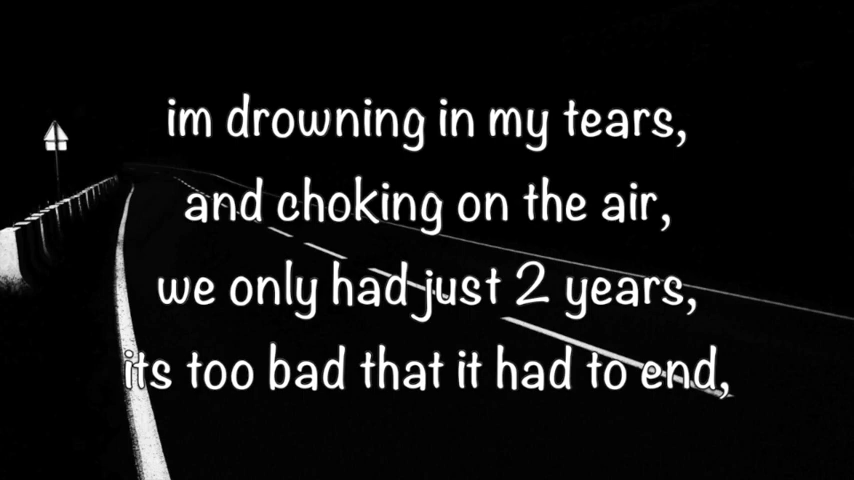 im drowning in my tears,
and choking on the air,
we only had just 2 years,
its too bad that it had to end,